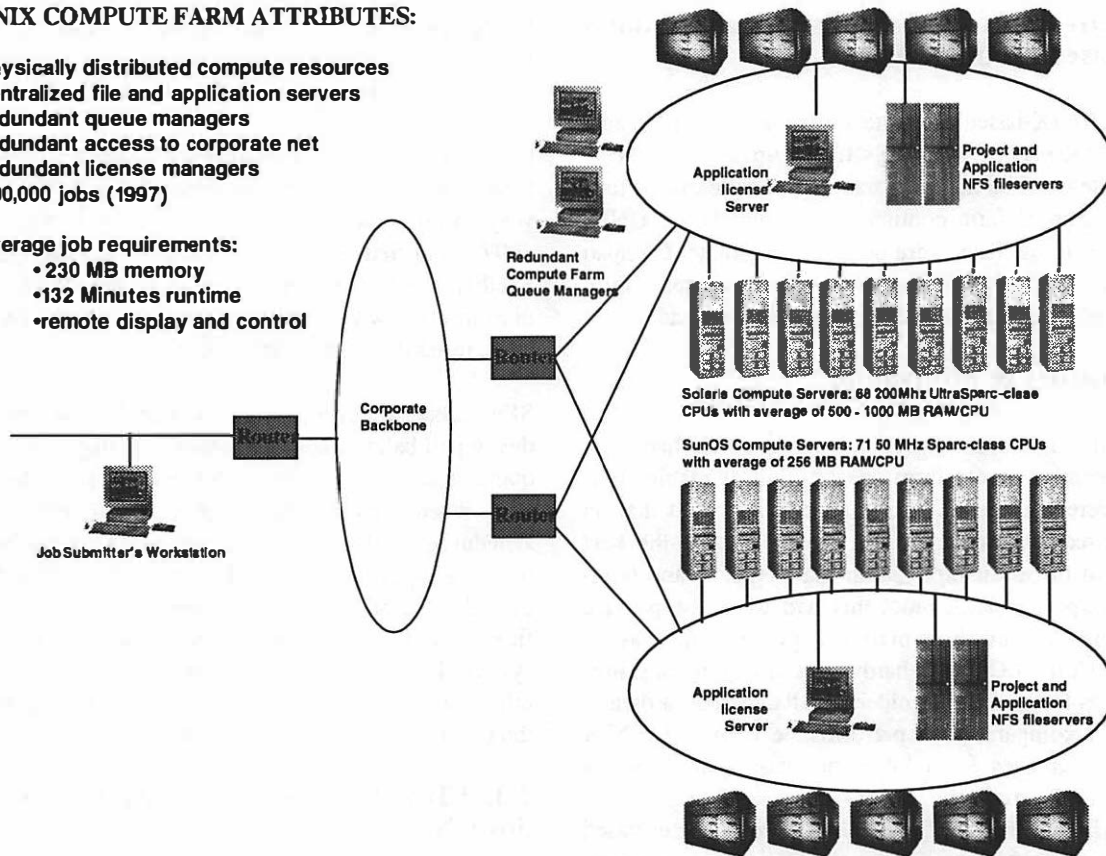 NIX COMPUTE FARM ATTRIBUTES:
ysically distributed compute resources
ntralized file and application servers
dundant queue managers
dundant access to corporate net
dundant license managers
00,000 jobs (1997)
erage job requirements:
• 230 MB memory
•132 Minutes runtime
•remote display and control
Application
license
Server
Project and
Application
NFS fileservers
Redundant
Compute Farm
Queue Managers
Router
Solaris Compute Servers: 68 200Mhz UltraSparc-class
CPUs with average of 500 - 1000 MB RAM/CPU
Corporate
Backbone
Router
SunOS Compute Servers: 71 50 MHz Sparc-class CPUs
with average of 256 MB RAM/CPU
Router
Job Submitter's Workstation
Application
license
Server
Project and
Application
NFS fileservers